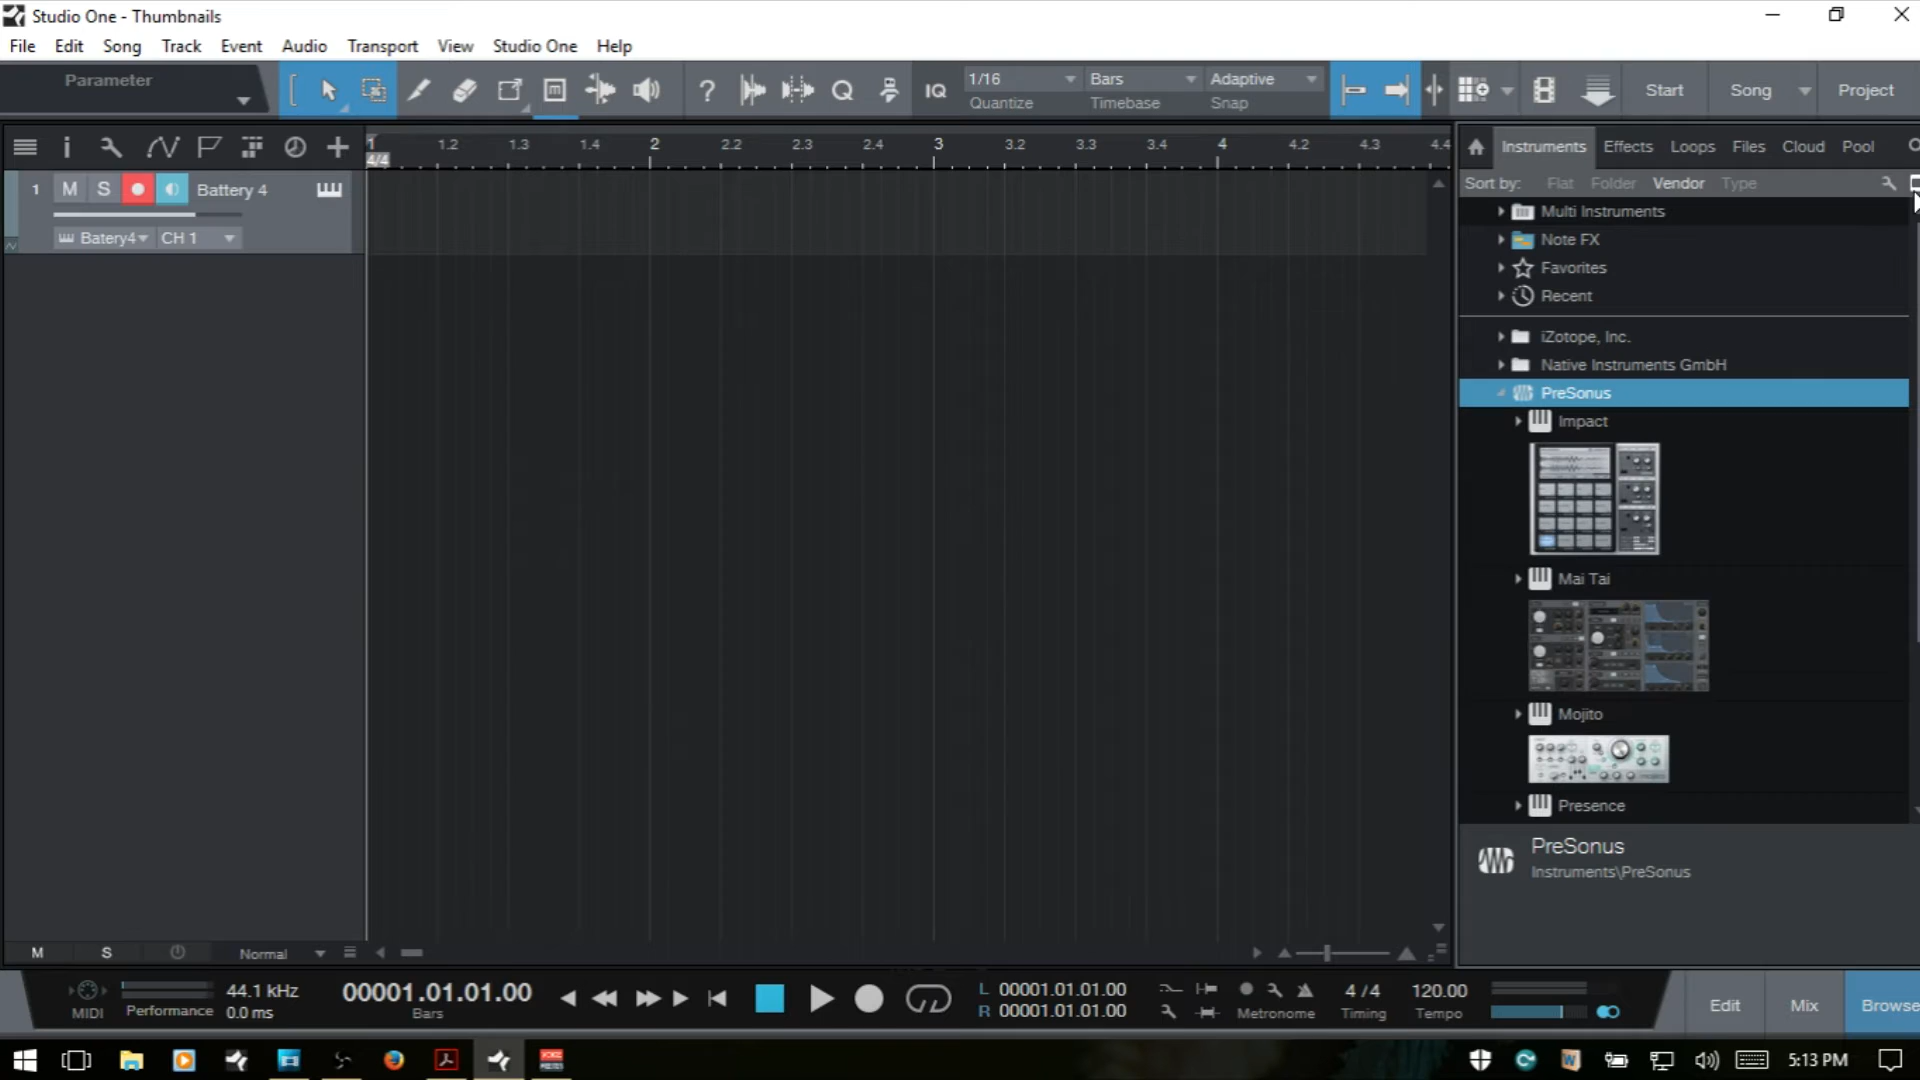 Studio One - Thumbnails
File Edit Song Track Event Audio Transport View Studio One Help
Parameter
IQ
1/16
Quantize
Bars
Timebase
Adaptive
Snap
Start
Song
Project
1 1.2 1.3 1.4 2 2.2 2.3 2.4 3 3.2 3.3 3.4 4 4.2 4.3 4.4
4/4
Instruments Effects Loops Files Cloud Pool
Sort by: Flat Folder Vendor Type
1 M S Battery 4
Batery4 CH 1
Multi Instruments
Note FX
Favorites
Recent
iZotope, Inc.
Native Instruments GmbH
PreSonus
Impact
Mai Tai
Mojito
Presence
PreSonus
Instruments\PreSonus
M S Normal
MIDI
Performance
44.1 kHz
0.0 ms
00001.01.01.00
Bars
L 00001.01.01.00
R 00001.01.01.00
Metronome
4 / 4
Timing
120.00
Tempo
Edit
Mix
Browse
5:13 PM